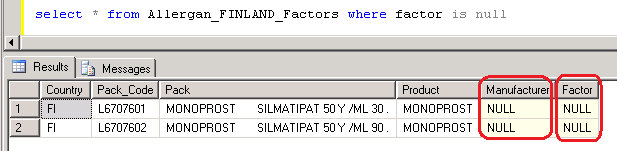 select * from Allergan_FINLAND_Factors where factor is null
Results Messages
Country Pack_Code Pack Product Manufacturer Factor
1 FI L6707601 MONOPROST SILMATIPAT 50 Y /ML 30 . MONOPROST NULL NULL
2 FI L6707602 MONOPROST SILMATIPAT 50 Y /ML 90 . MONOPROST NULL NULL